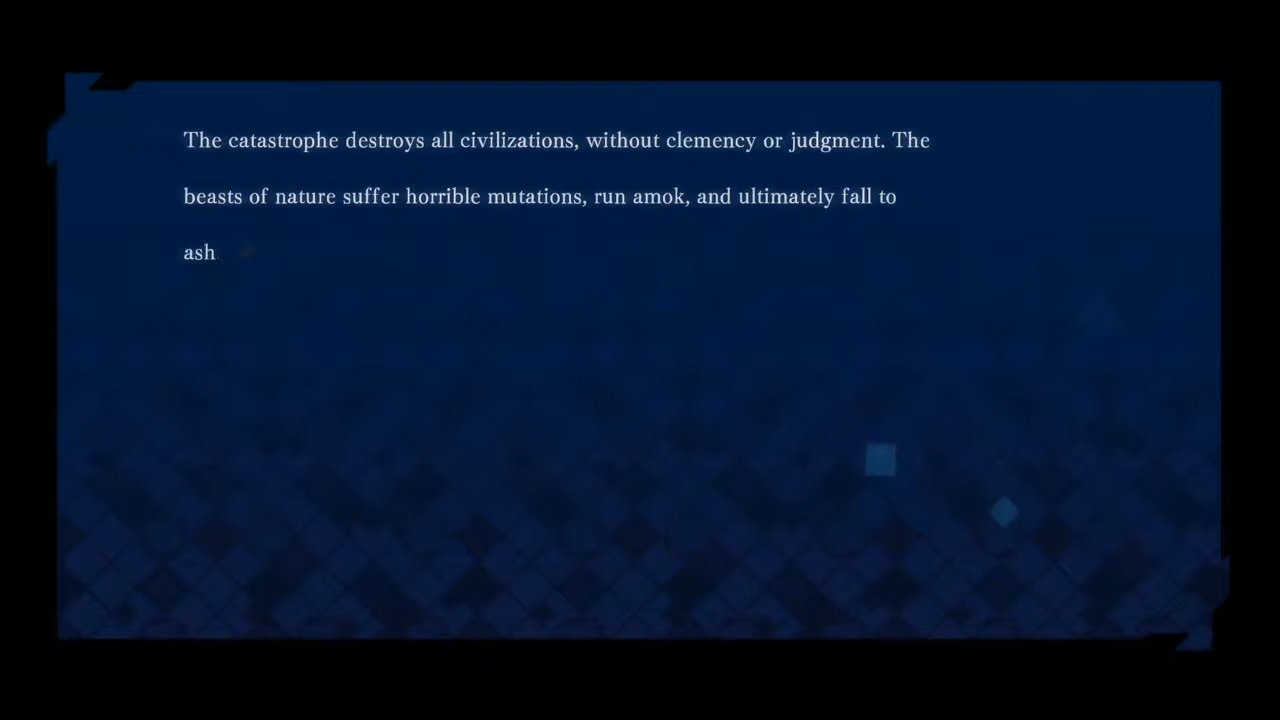 The catastrophe destroys all civilizations, without clemency or judgment. The
beasts of nature suffer horrible mutations, run amok, and ultimately fall to
ash